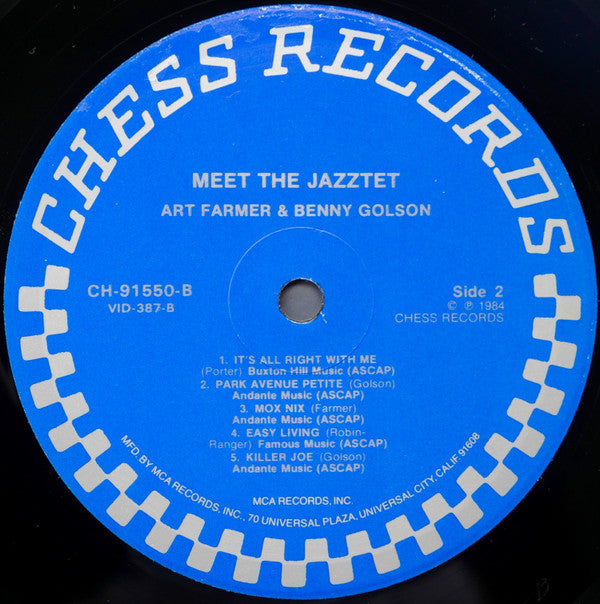 CHESS RECORDS
MEET THE JAZZTET
ART FARMER & BENNY GOLSON
CH-91550-B
VID-387-B
Side 2
© ℗ 1984
CHESS RECORDS
1. IT'S ALL RIGHT WITH ME
(Porter) Buxton Hill Music (ASCAP)
2. PARK AVENUE PETITE (Golson)
Andante Music (ASCAP)
3. MOX NIX (Farmer)
Andante Music (ASCAP)
4. EASY LIVING (Robin-
Ranger) Famous Music (ASCAP)
5. KILLER JOE (Golson)
Andante Music (ASCAP)
MCA RECORDS, INC.
MFD. BY MCA RECORDS, INC., 70 UNIVERSAL PLAZA, UNIVERSAL CITY, CALIF. 91608
B